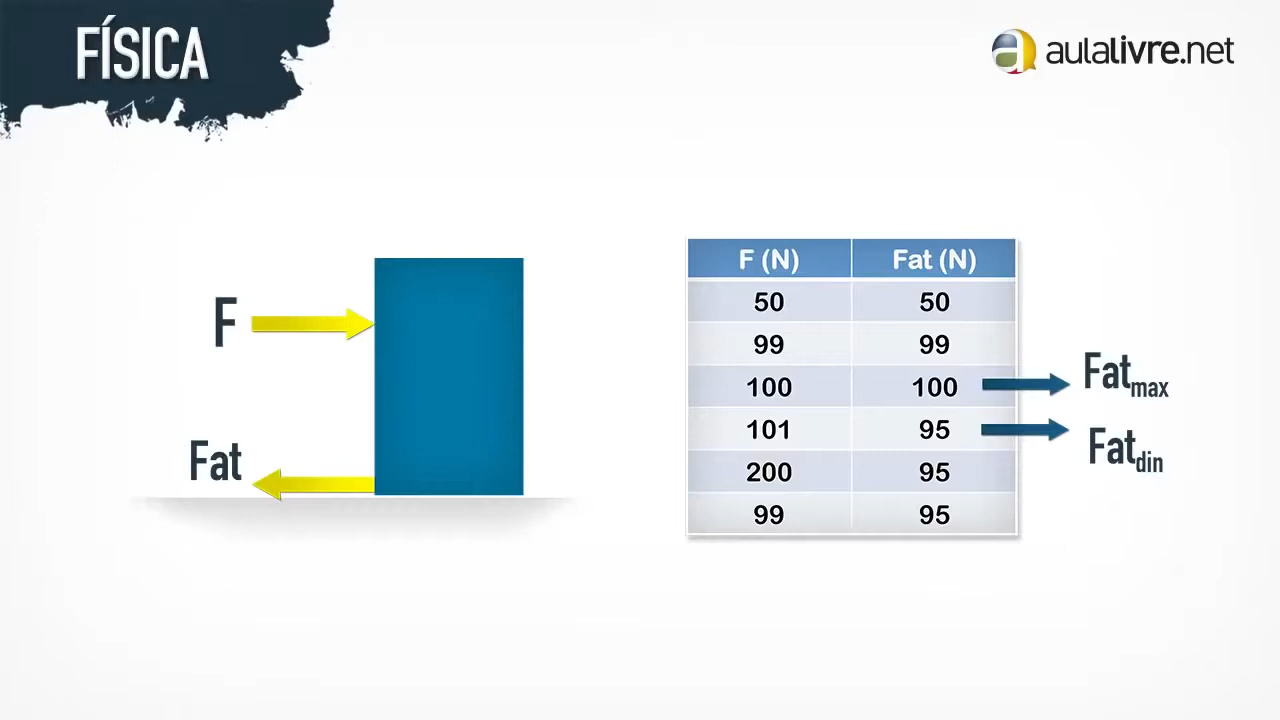 FÍSICA
aulalivre.net
F
Fat
F (N) Fat (N)
50 50
99 99
100 100
101 95
200 95
99 95
Fatmax
Fatdin